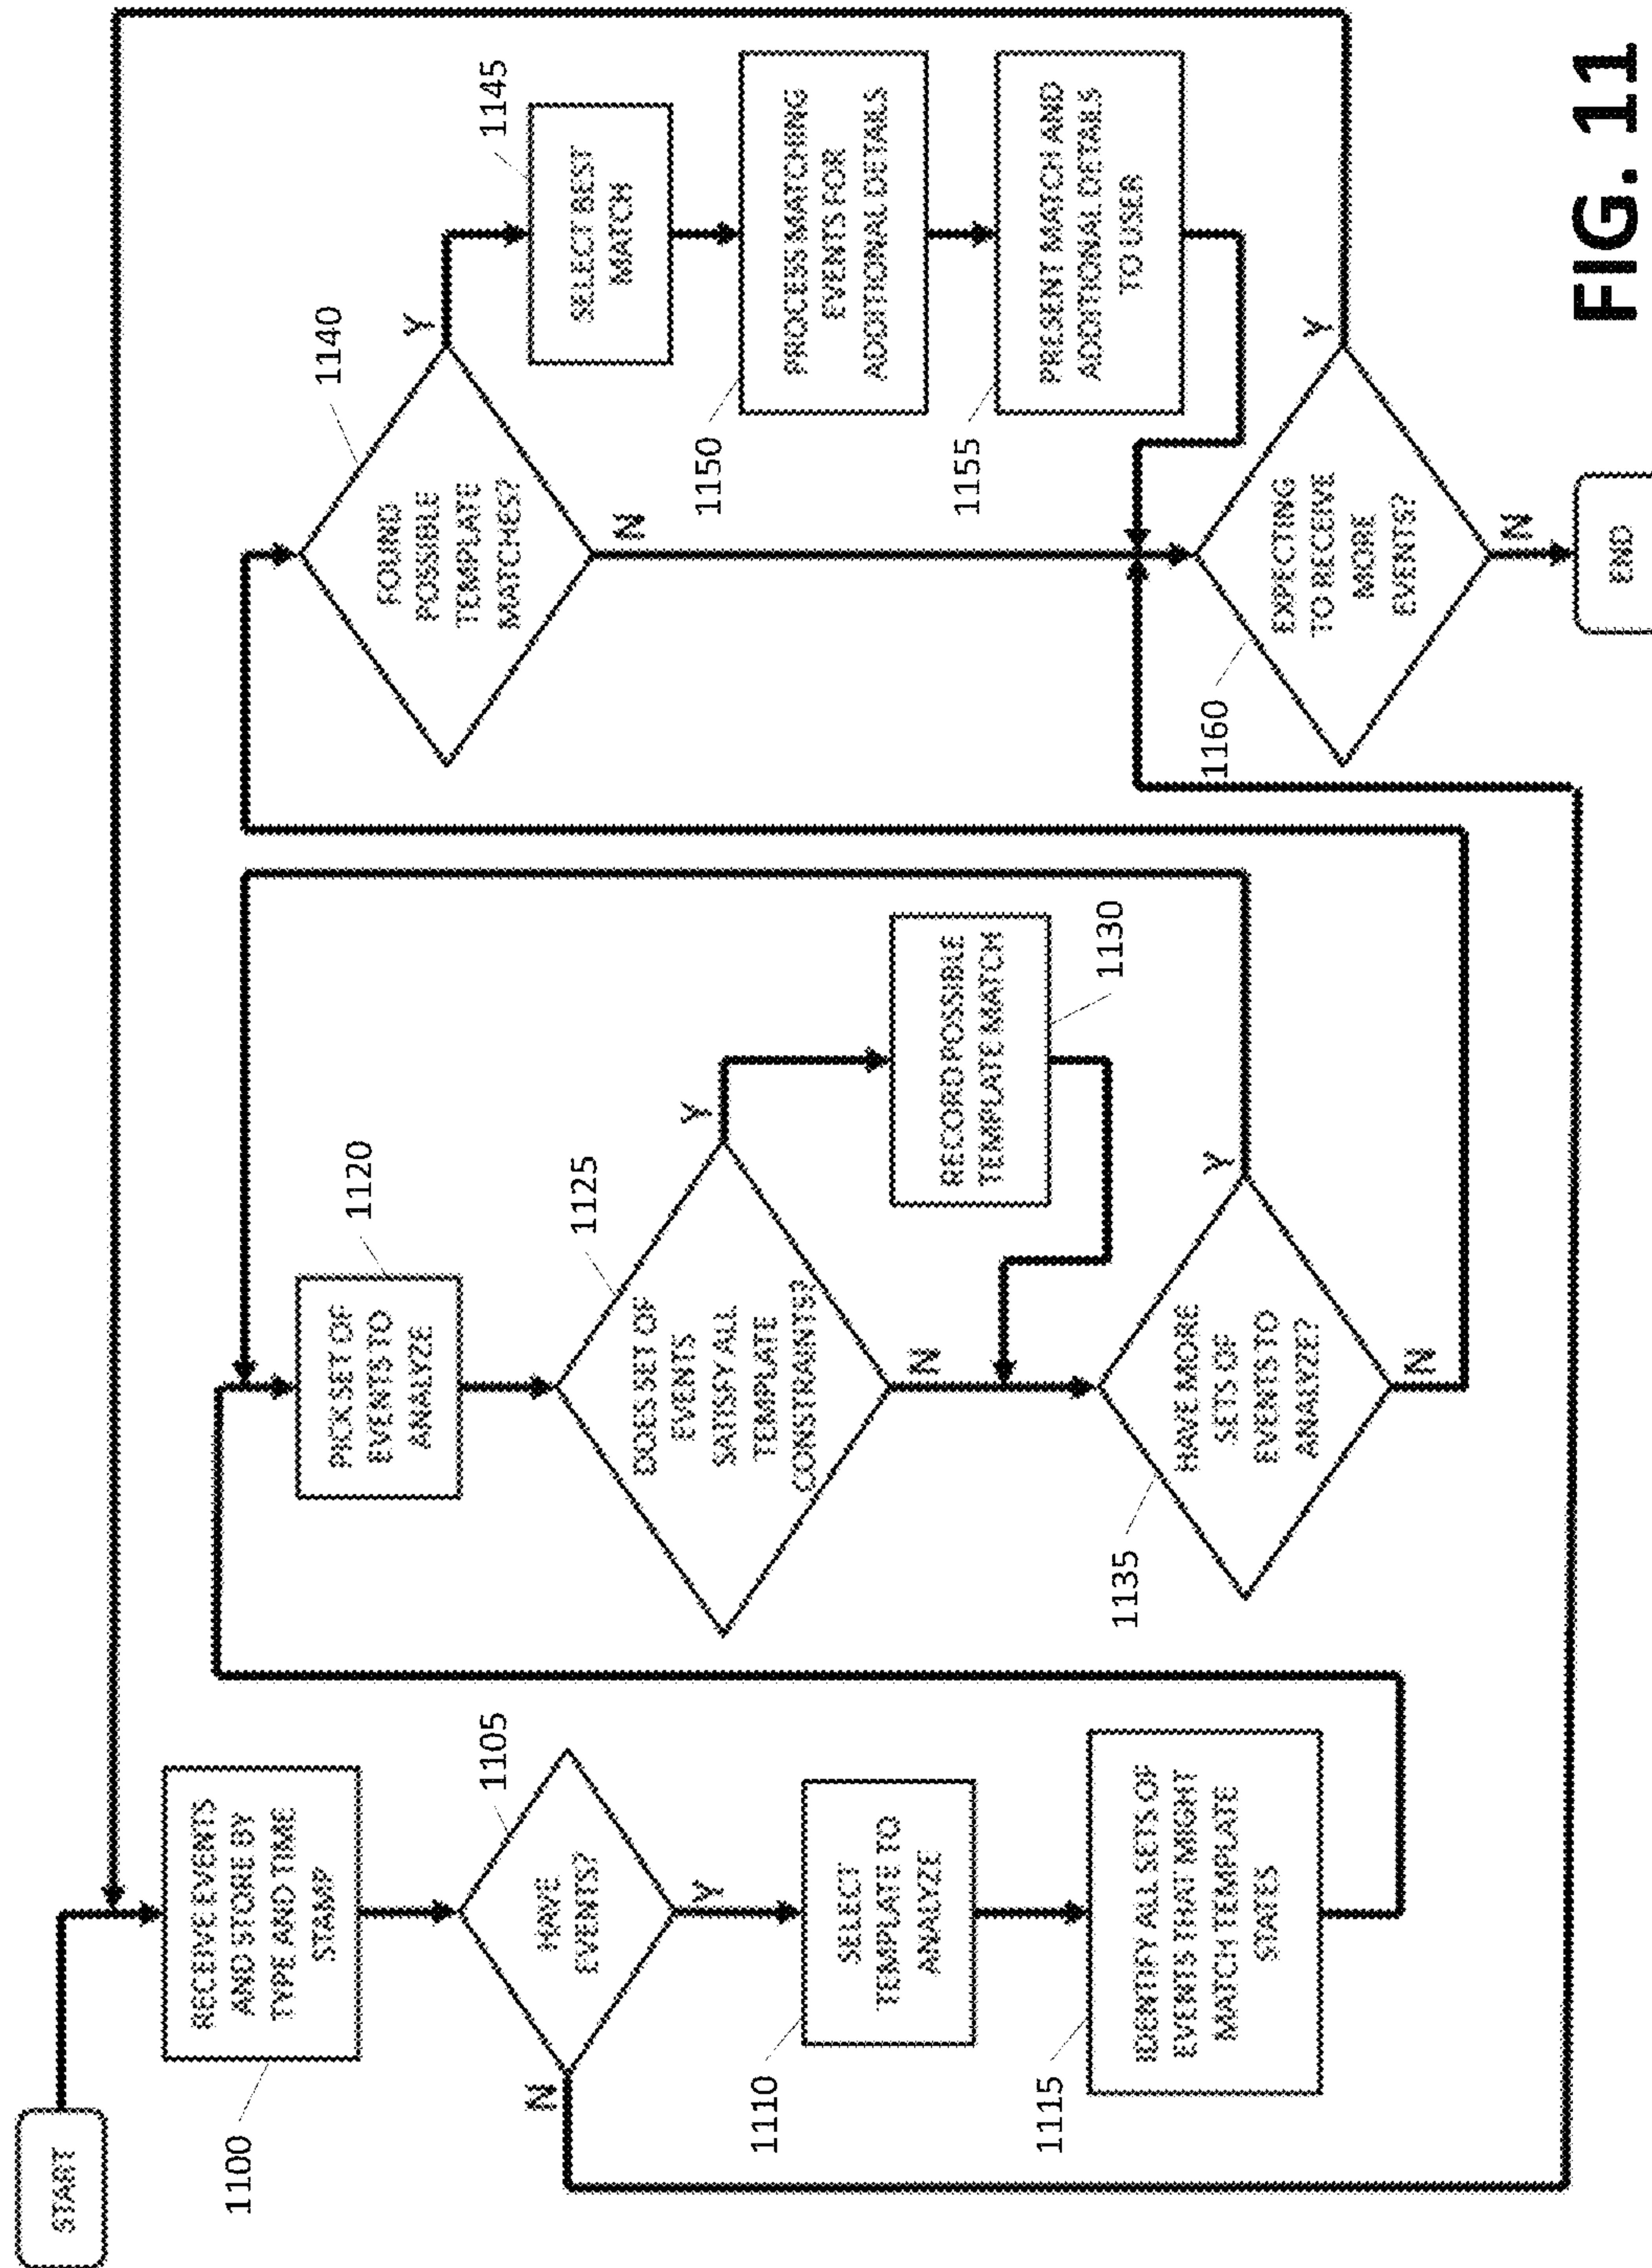 START
1100
RECEIVE EVENTS
AND STORE BY
TYPE AND TIME
STAMP
1105
HAVE
EVENTS?
N
Y
1110
SELECT
TEMPLATE TO
ANALYZE
1115
IDENTIFY ALL SETS OF
EVENTS THAT MIGHT
MATCH TEMPLATE
STATES
1120
PICK SET OF
EVENTS TO
ANALYZE
1125
DOES SET OF
EVENTS
SATISFY ALL
TEMPLATE
CONSTRAINTS?
Y
N
1130
RECORD POSSIBLE
TEMPLATE MATCH
1135
HAVE MORE
SETS OF
EVENTS TO
ANALYZE?
Y
N
1140
FOUND
POSSIBLE
TEMPLATE
MATCHES?
Y
N
1145
SELECT BEST
MATCH
1150
PROCESS MATCHING
EVENTS FOR
ADDITIONAL DETAILS
1155
PRESENT MATCH AND
ADDITIONAL DETAILS
TO USER
1160
EXPECTING
TO RECEIVE
MORE
EVENTS?
Y
N
END
FIG. 11